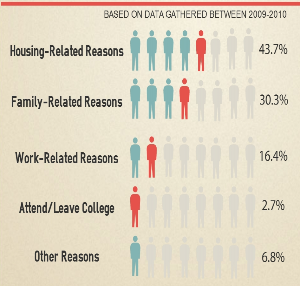 BASED ON DATA GATHERED BETWEEN 2009-2010
Housing-Related Reasons 43.7%
Family-Related Reasons 30.3%
Work-Related Reasons 16.4%
Attend/Leave College 2.7%
Other Reasons 6.8%